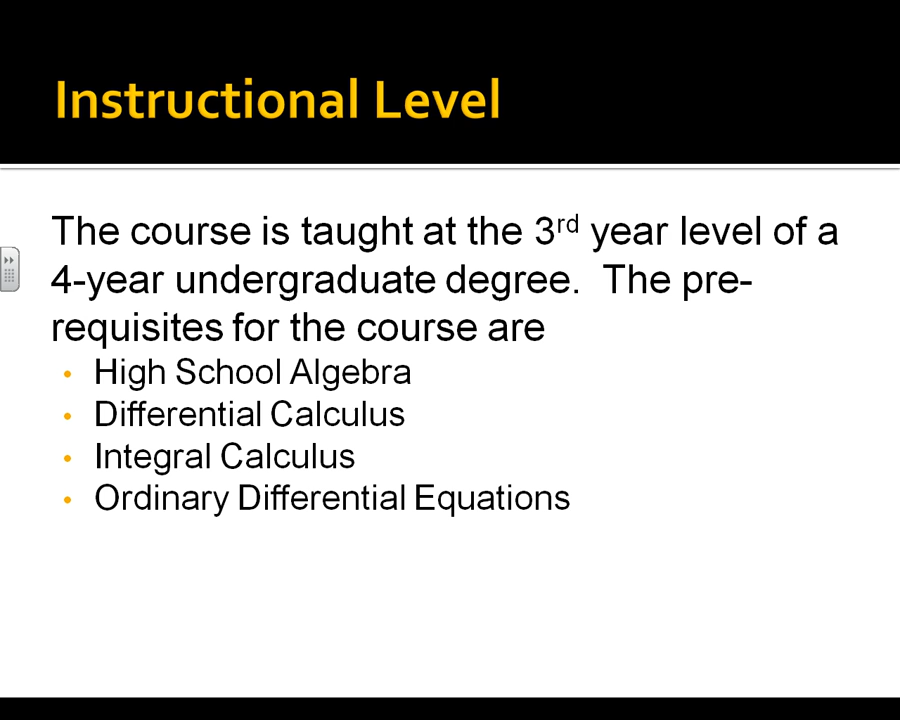 Instructional Level
The course is taught at the 3rd year level of a
4-year undergraduate degree.  The pre-
requisites for the course are
• High School Algebra
• Differential Calculus
• Integral Calculus
• Ordinary Differential Equations